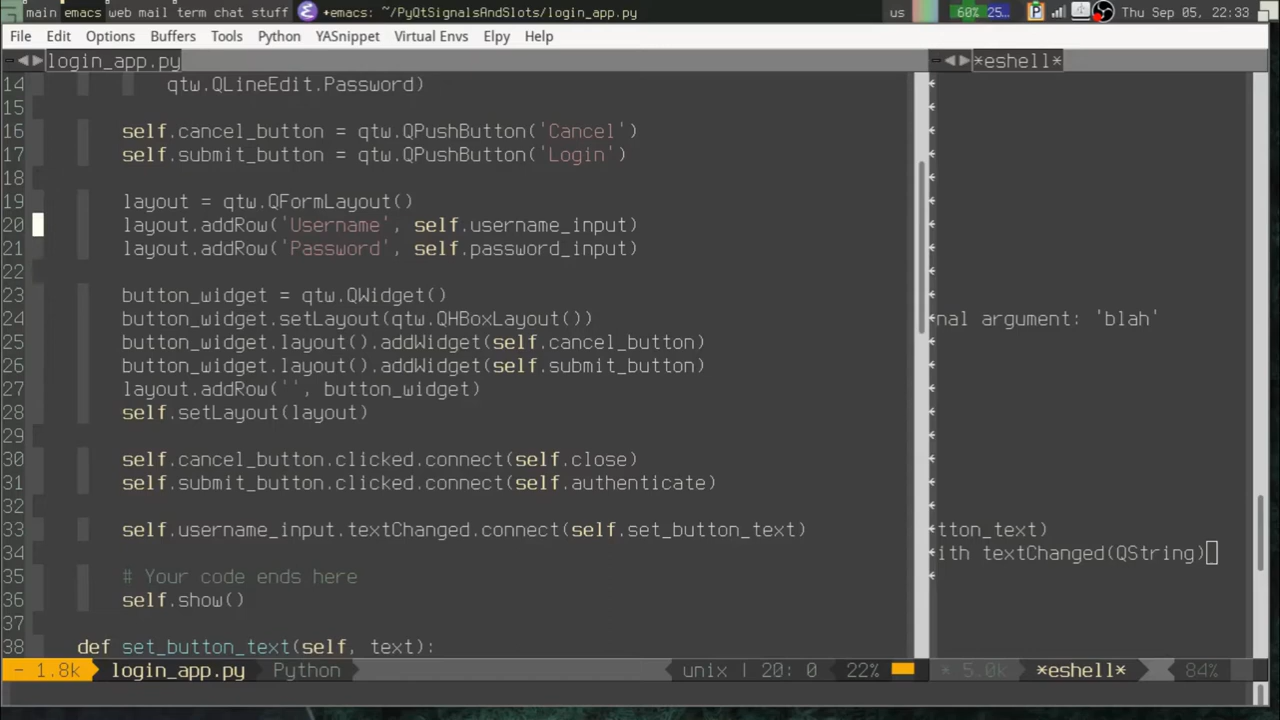 main emacs web mail term chat stuff +emacs: ~/PyQtSignalsAndSlots/login_app.py us 60% 25... P Thu Sep 05, 22:33
File Edit Options Buffers Tools Python YASnippet Virtual Envs Elpy Help
login_app.py *eshell*
14 qtw.QLineEdit.Password)
15
16 self.cancel_button = qtw.QPushButton('Cancel')
17 self.submit_button = qtw.QPushButton('Login')
18
19 layout = qtw.QFormLayout()
20 layout.addRow('Username', self.username_input)
21 layout.addRow('Password', self.password_input)
22
23 button_widget = qtw.QWidget()
24 button_widget.setLayout(qtw.QHBoxLayout()) nal argument: 'blah'
25 button_widget.layout().addWidget(self.cancel_button)
26 button_widget.layout().addWidget(self.submit_button)
27 layout.addRow('', button_widget)
28 self.setLayout(layout)
29
30 self.cancel_button.clicked.connect(self.close)
31 self.submit_button.clicked.connect(self.authenticate)
32
33 self.username_input.textChanged.connect(self.set_button_text) tton_text)
34 ith textChanged(QString)
35 # Your code ends here
36 self.show()
37
38 def set_button_text(self, text):
- 1.8k login_app.py Python unix | 20: 0 22% * 5.0k *eshell* 84%